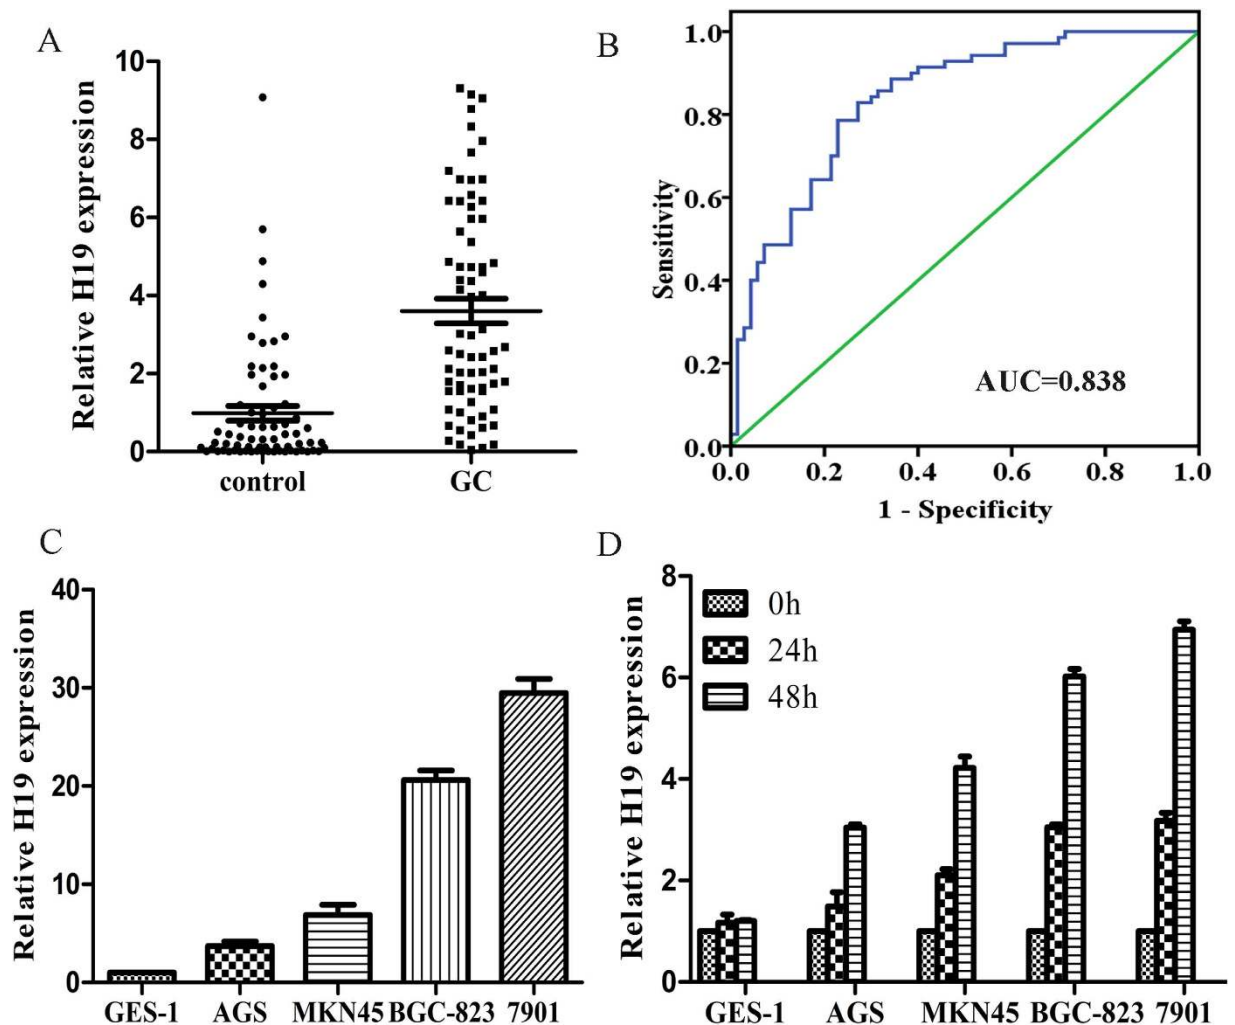 A
Relative H19 expression
10
8
6
4
2
0
control GC
B
Sensitivity
1.0
0.8
0.6
0.4
0.2
0.0
AUC=0.838
0.0 0.2 0.4 0.6 0.8 1.0
1 - Specificity
C
Relative H19 expression
40
30
20
10
0
GES-1 AGS MKN45 BGC-823 7901
D
Relative H19 expression
8
6
4
2
0
0h
24h
48h
GES-1 AGS MKN45 BGC-823 7901